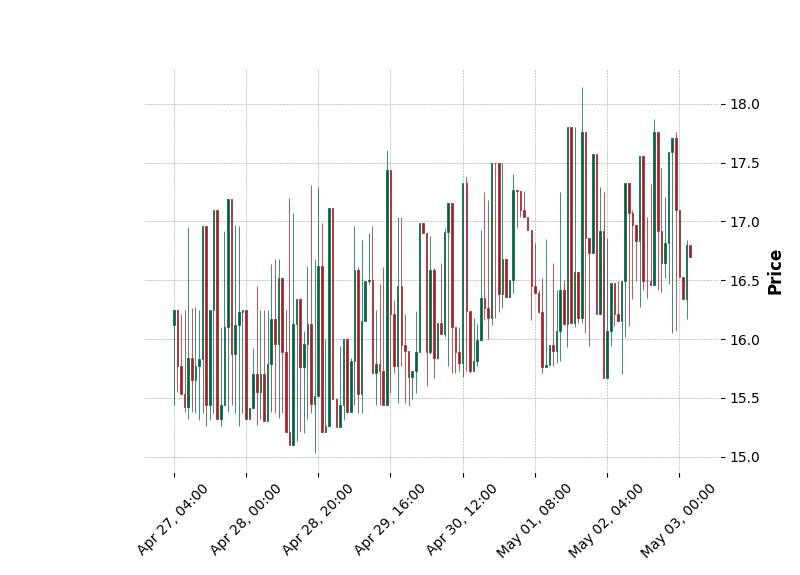 18.0
17.5
17.0
16.5
16.0
15.5
15.0
Price
Apr 27, 04:00
Apr 28, 00:00
Apr 28, 20:00
Apr 29, 16:00
Apr 30, 12:00
May 01, 08:00
May 02, 04:00
May 03, 00:00